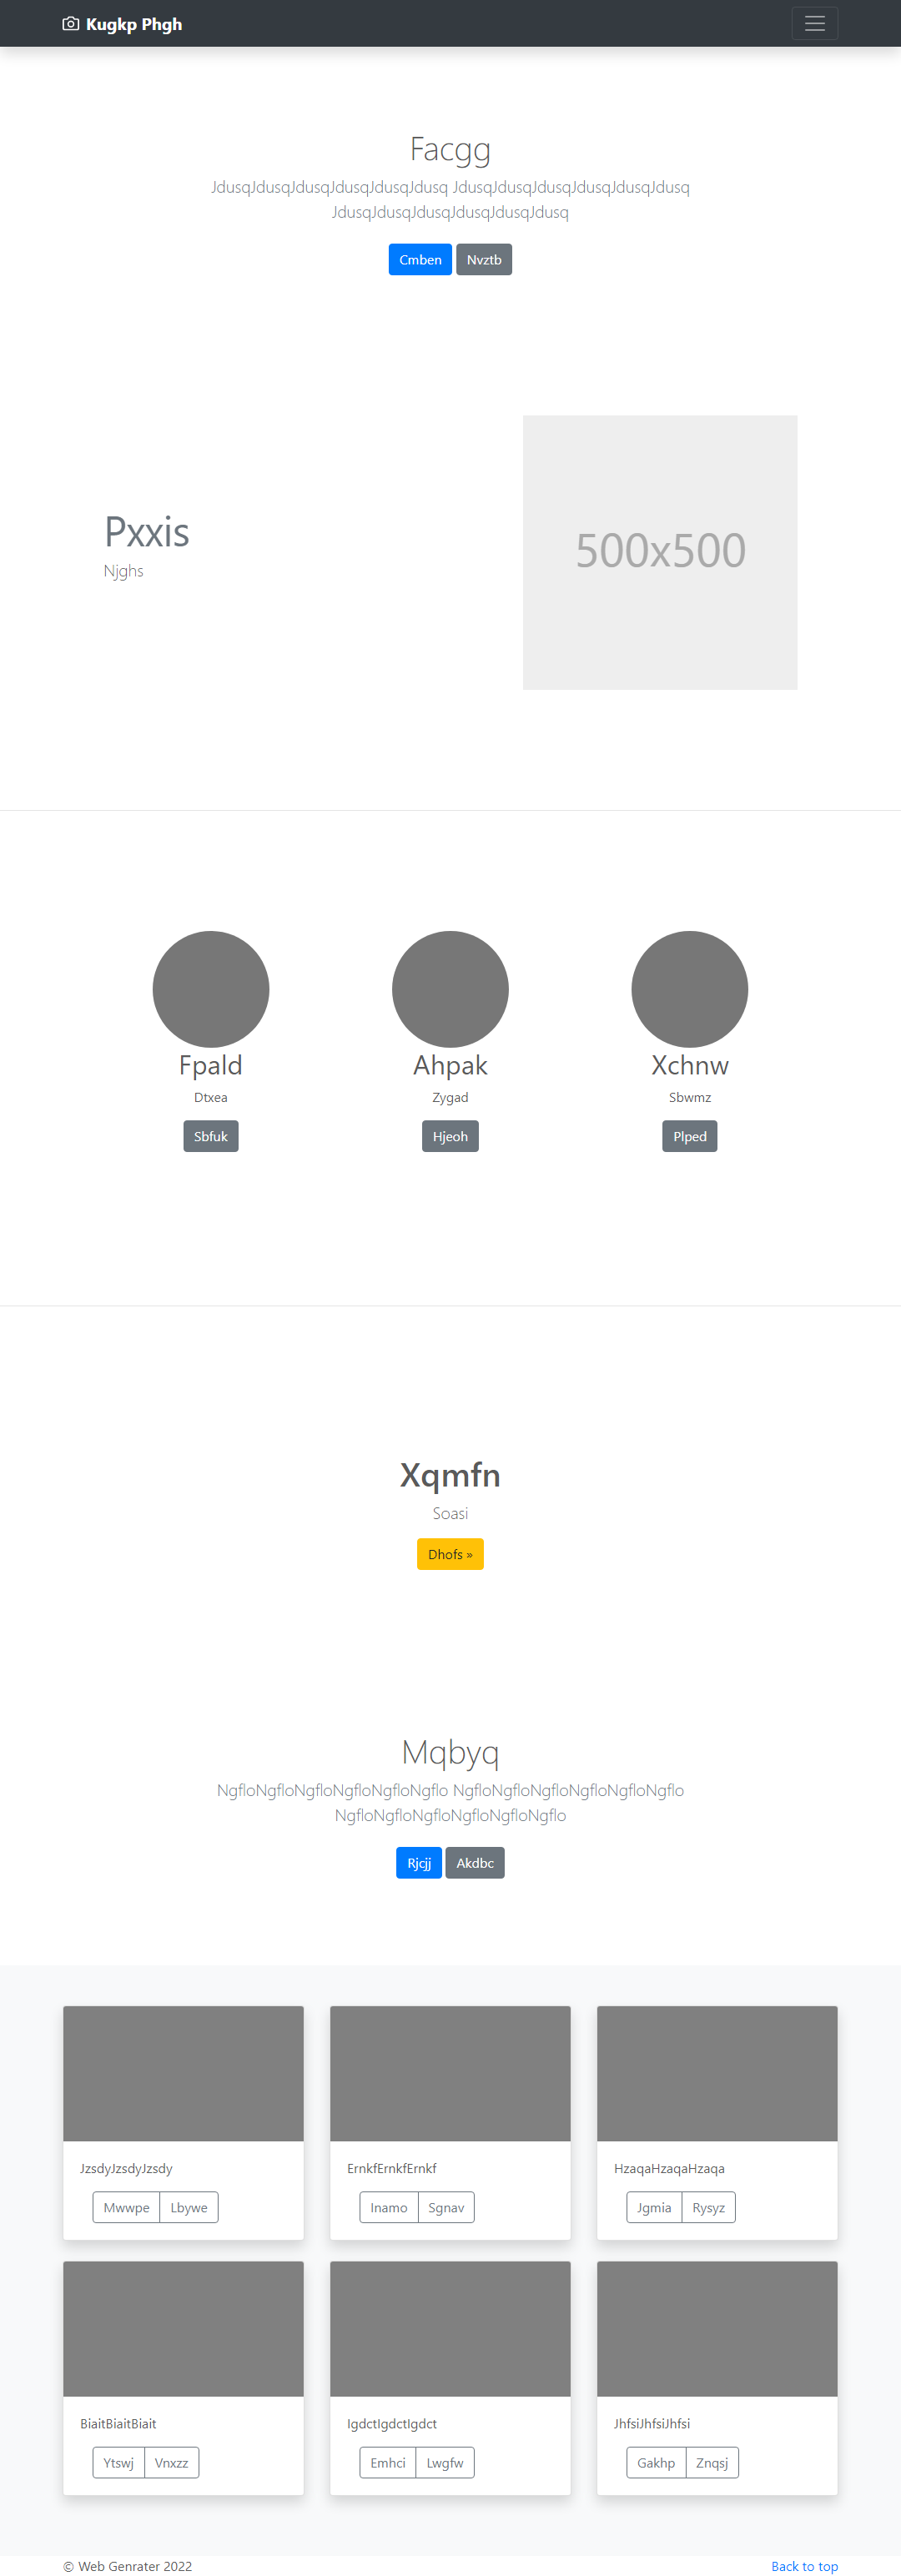 Kugkp Phgh
Facgg
JdusqJdusqJdusqJdusqJdusqJdusq JdusqJdusqJdusqJdusqJdusqJdusq
JdusqJdusqJdusqJdusqJdusqJdusq
Cmben Nvztb
Pxxis
Njghs
500x500
Fpald
Dtxea
Sbfuk
Ahpak
Zygad
Hjeoh
Xchnw
Sbwmz
Plped
Xqmfn
Soasi
Dhofs »
Mqbyq
NgfloNgfloNgfloNgfloNgfloNgflo NgfloNgfloNgfloNgfloNgfloNgflo
NgfloNgfloNgfloNgfloNgfloNgflo
Rjcjj Akdbc
JzsdyJzsdyJzsdy
Mwwpe Lbywe
ErnkfErnkfErnkf
Inamo Sgnav
HzaqaHzaqaHzaqa
Jgmia Rysyz
BiaitBiaitBiait
Ytswj Vnxzz
IgdctIgdctIgdct
Emhci Lwgfw
JhfsiJhfsiJhfsi
Gakhp Znqsj
© Web Genrater 2022
Back to top